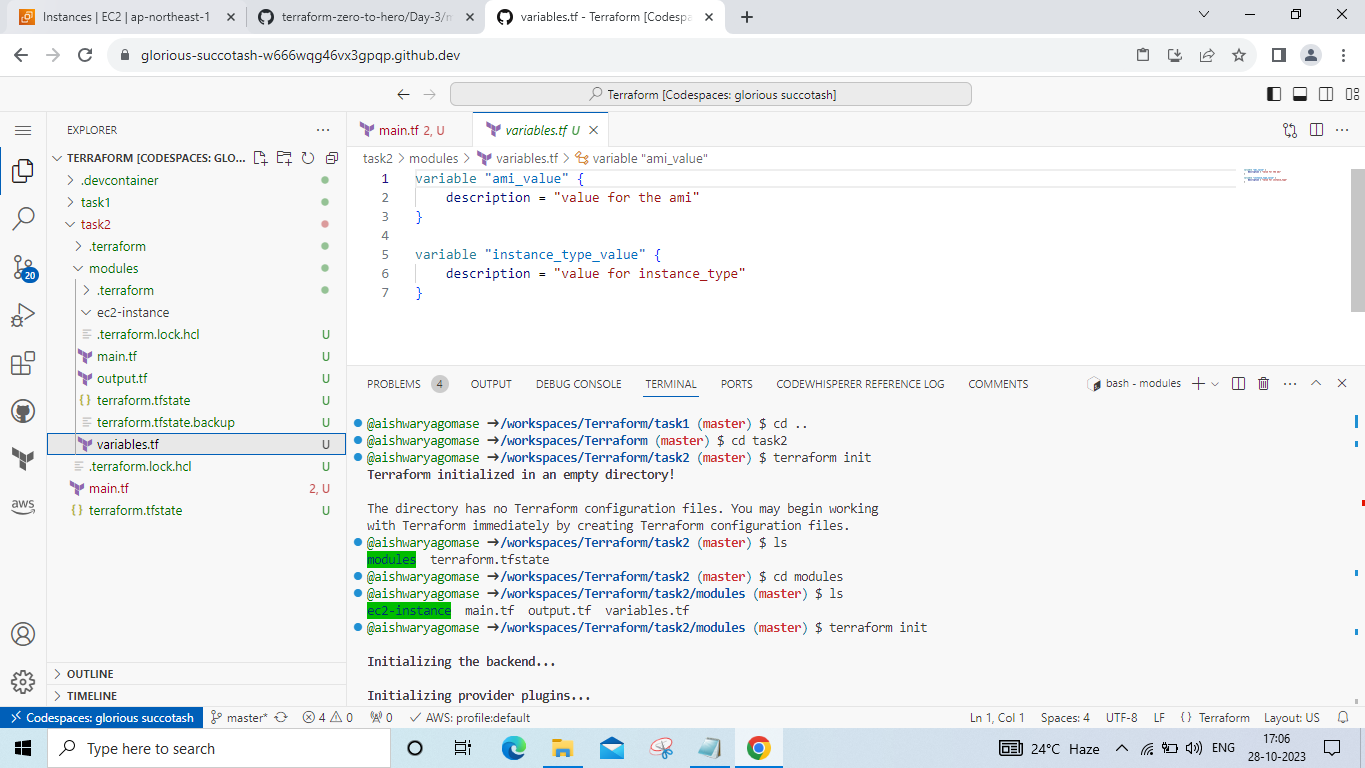 Instances | EC2 | ap-northeast-1
terraform-zero-to-hero/Day-3/m
variables.tf - Terraform [Codespa
glorious-succotash-w666wqg46vx3gpqp.github.dev
Terraform [Codespaces: glorious succotash]
EXPLORER
TERRAFORM [CODESPACES: GLO...
.devcontainer
task1
task2
.terraform
modules
.terraform
ec2-instance
.terraform.lock.hcl U
main.tf U
output.tf U
terraform.tfstate U
terraform.tfstate.backup U
variables.tf U
.terraform.lock.hcl U
main.tf 2, U
terraform.tfstate U
OUTLINE
TIMELINE
20
aws
main.tf 2, U
variables.tf U
task2 > modules > variables.tf > variable "ami_value"
1 variable "ami_value" {
2 description = "value for the ami"
3 }
4
5 variable "instance_type_value" {
6 description = "value for instance_type"
7 }
PROBLEMS 4 OUTPUT DEBUG CONSOLE TERMINAL PORTS CODEWHISPERER REFERENCE LOG COMMENTS
bash - modules
@aishwaryagomase ➜/workspaces/Terraform/task1 (master) $ cd ..
@aishwaryagomase ➜/workspaces/Terraform (master) $ cd task2
@aishwaryagomase ➜/workspaces/Terraform/task2 (master) $ terraform init
Terraform initialized in an empty directory!
The directory has no Terraform configuration files. You may begin working
with Terraform immediately by creating Terraform configuration files.
@aishwaryagomase ➜/workspaces/Terraform/task2 (master) $ ls
modules terraform.tfstate
@aishwaryagomase ➜/workspaces/Terraform/task2 (master) $ cd modules
@aishwaryagomase ➜/workspaces/Terraform/task2/modules (master) $ ls
ec2-instance main.tf output.tf variables.tf
@aishwaryagomase ➜/workspaces/Terraform/task2/modules (master) $ terraform init
Initializing the backend...
Initializing provider plugins...
Codespaces: glorious succotash master* 4 0 0 AWS: profile:default
Ln 1, Col 1 Spaces: 4 UTF-8 LF {} Terraform Layout: US
Type here to search
24°C Haze
ENG
17:06
28-10-2023